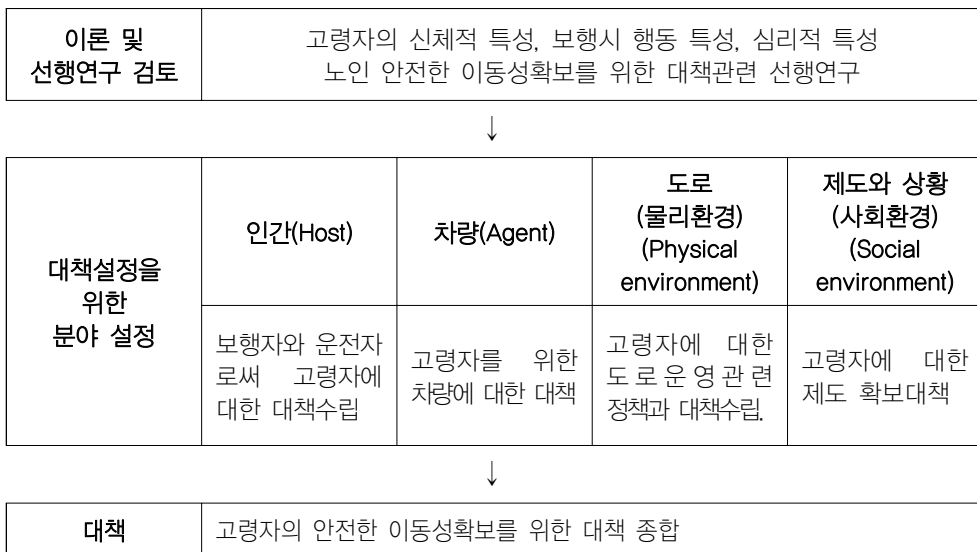 이론 및
선행연구 검토
고령자의 신체적 특성, 보행시 행동 특성, 심리적 특성
노인 안전한 이동성확보를 위한 대책관련 선행연구
↓
대책설정을
위한
분야 설정
인간(Host)
차량(Agent)
도로
(물리환경)
(Physical
environment)
제도와 상황
(사회환경)
(Social
environment)
보행자와 운전자
로써 고령자에
대한 대책수립
고령자를 위한
차량에 대한 대책
고령자에 대한
도로운영관련
정책과 대책수립.
고령자에 대한
제도 확보대책
↓
대책
고령자의 안전한 이동성확보를 위한 대책 종합